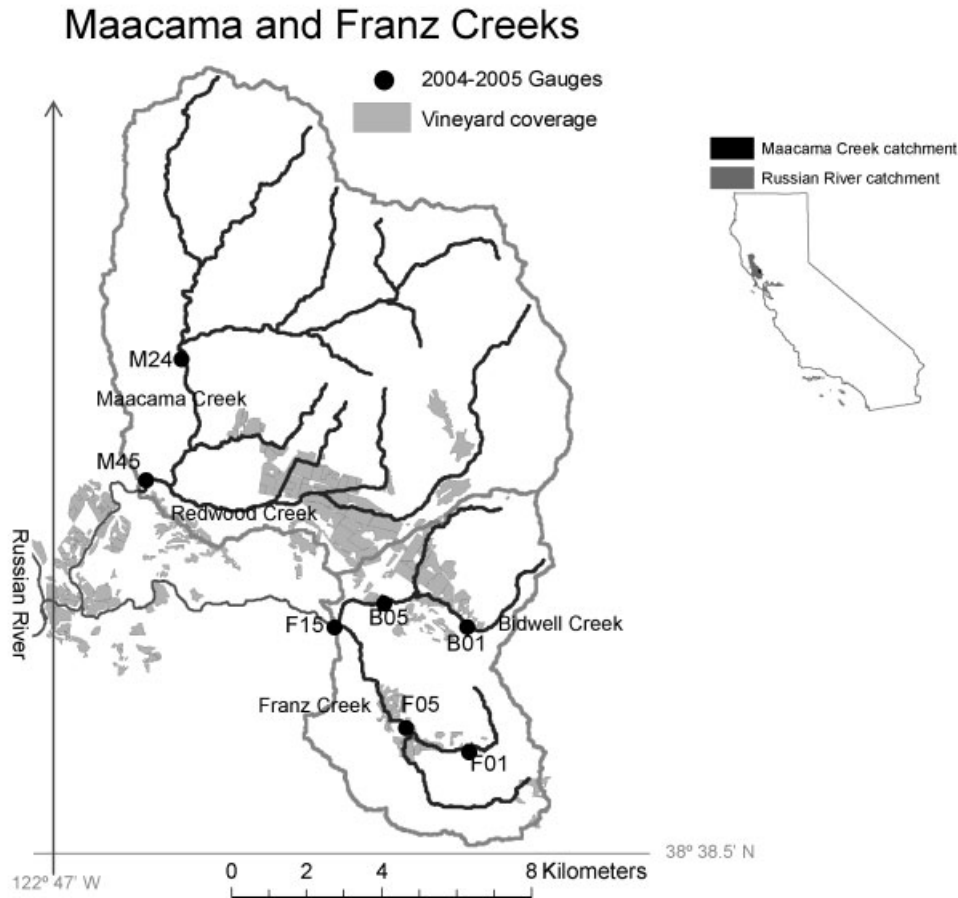 Maacama and Franz Creeks
2004-2005 Gauges
Vineyard coverage
Maacama Creek catchment
Russian River catchment
M24
Maacama Creek
M45
Redwood Creek
Russian River
F15
B05
B01
Bidwell Creek
Franz Creek
F05
F01
38º 38.5' N
122º 47' W
0 2 4 8 Kilometers